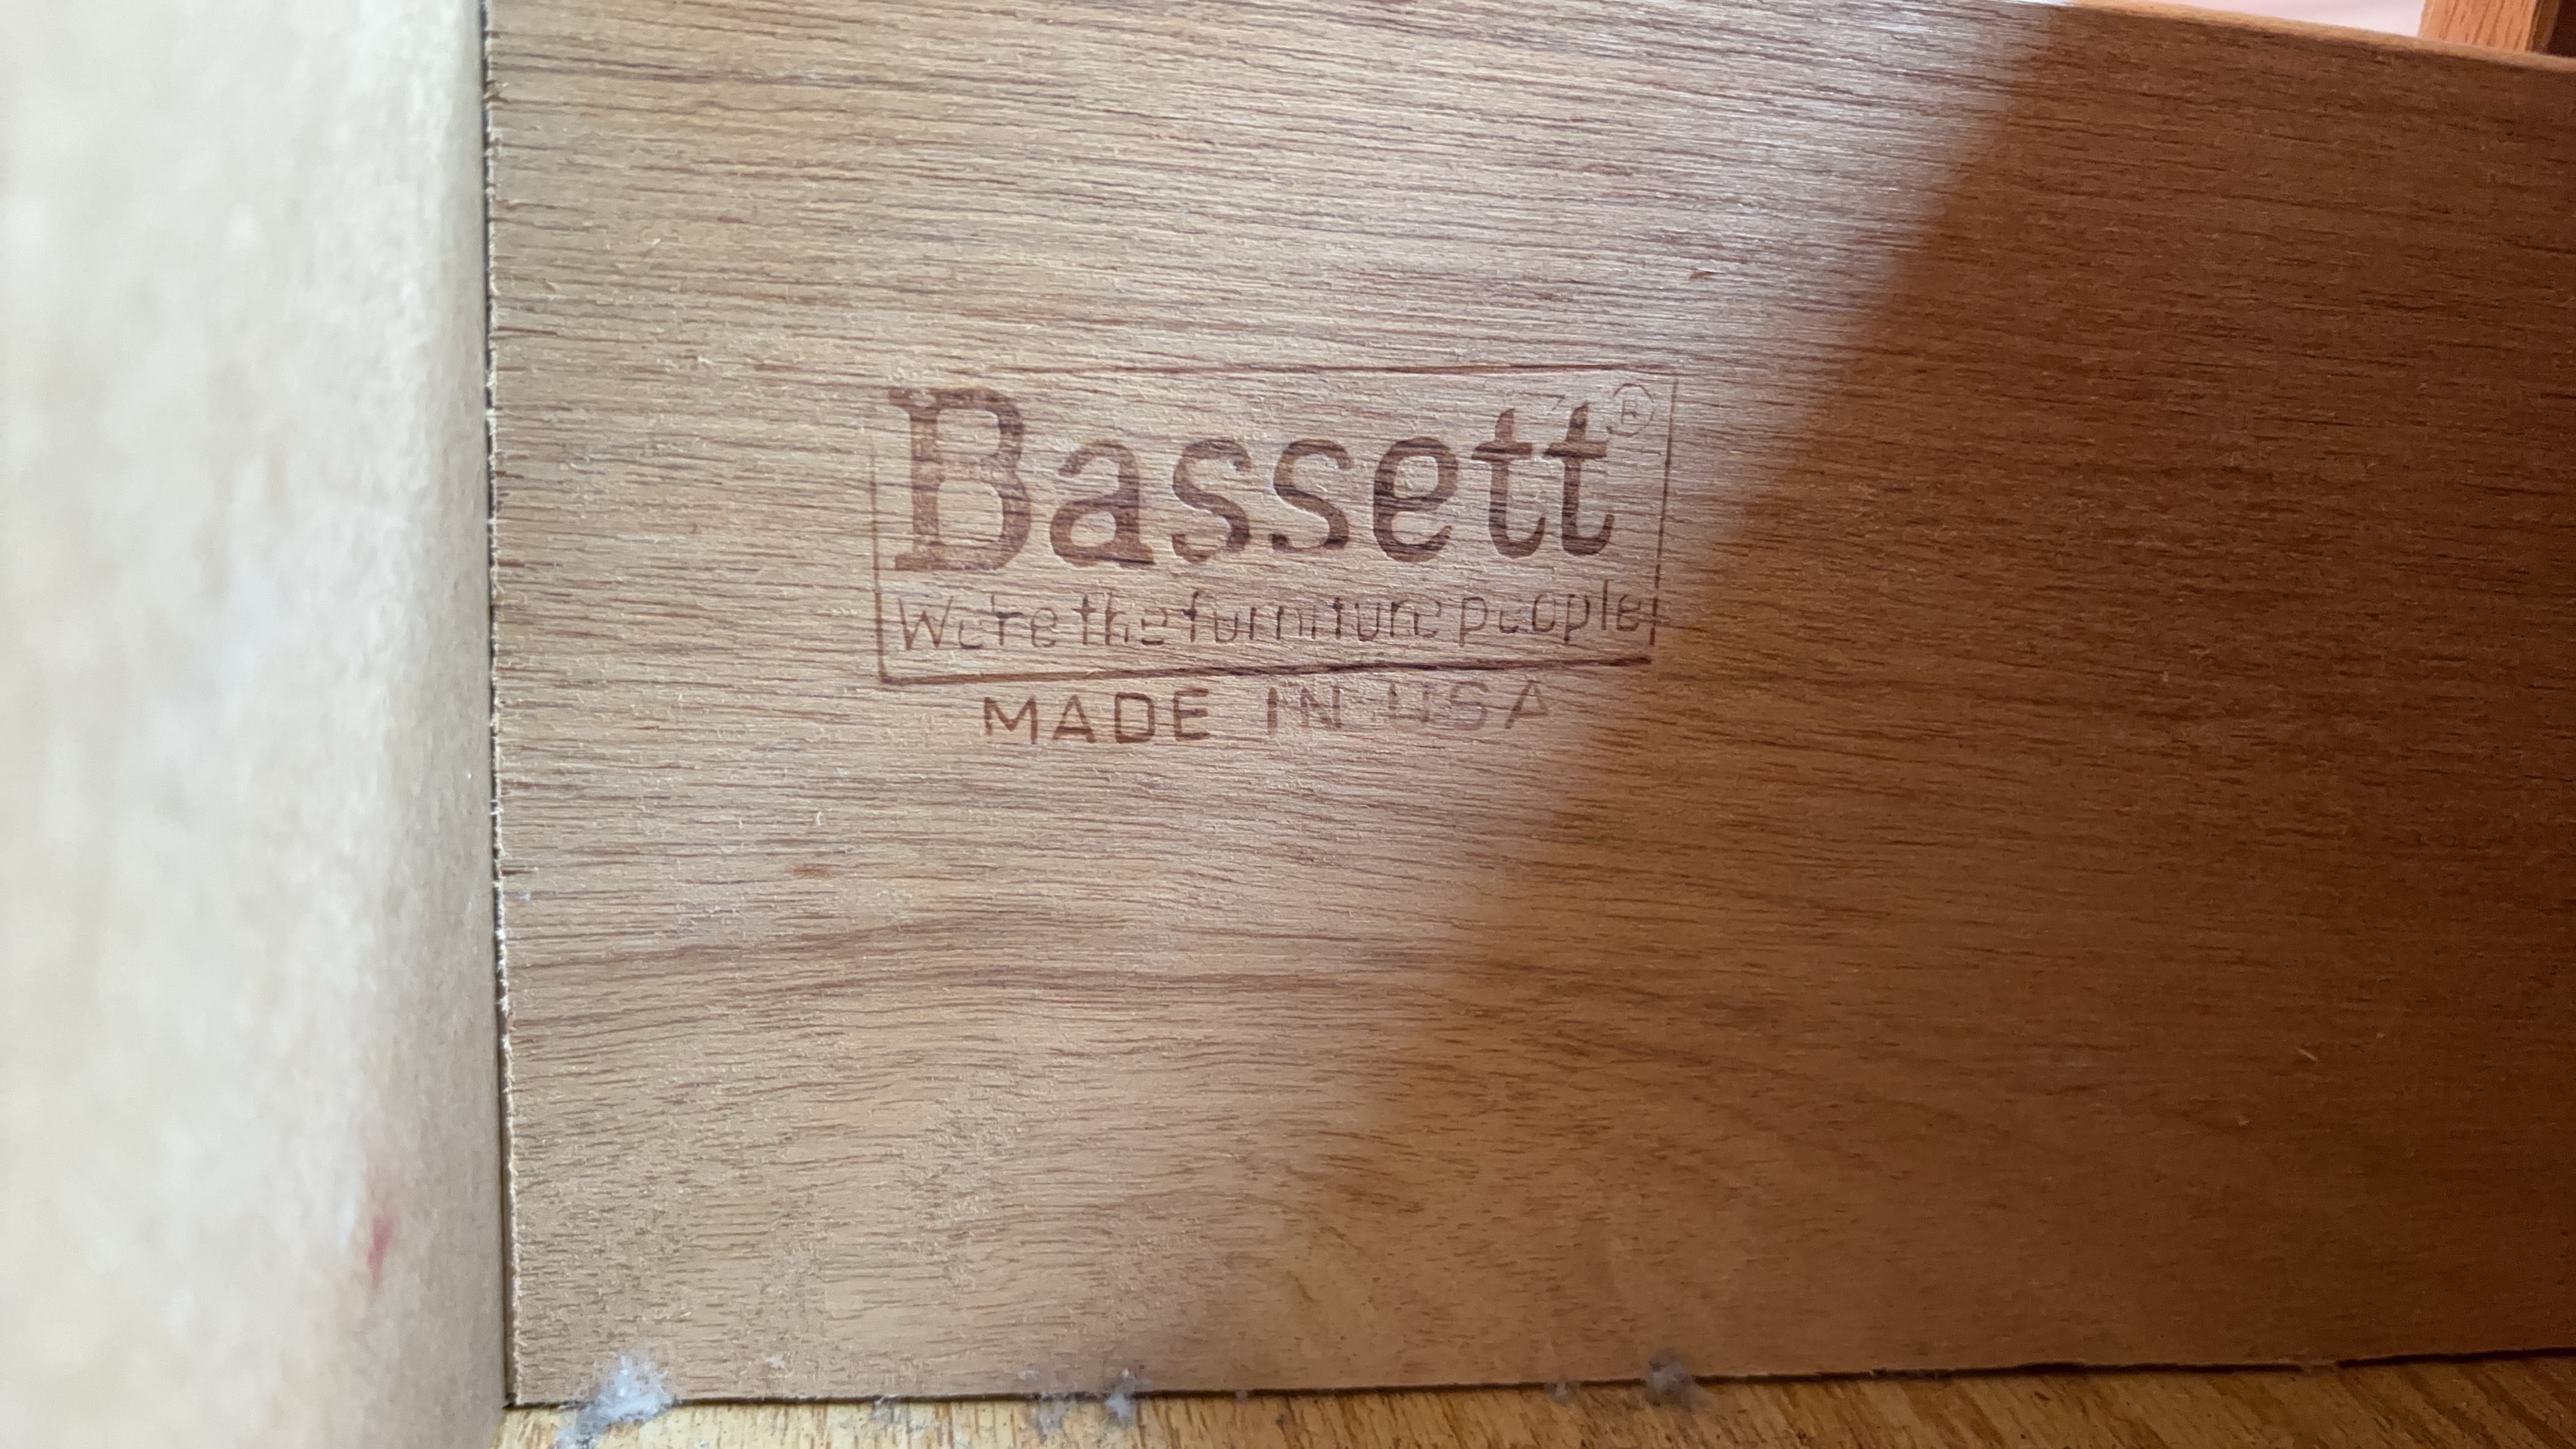 Bassett®
We're the furniture people
MADE IN USA